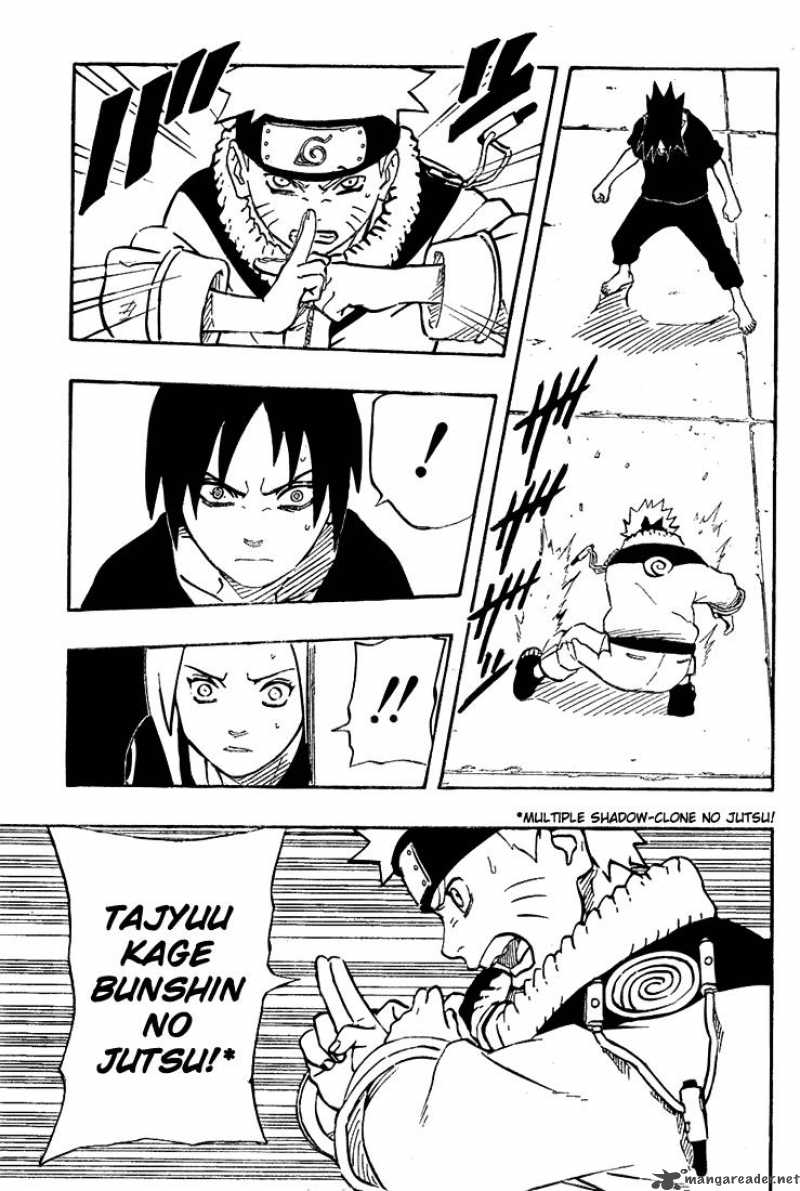 !
!!
*MULTIPLE SHADOW-CLONE NO JUTSU!
TAJYUU
KAGE
BUNSHIN
NO
JUTSU!*
mangareader.net